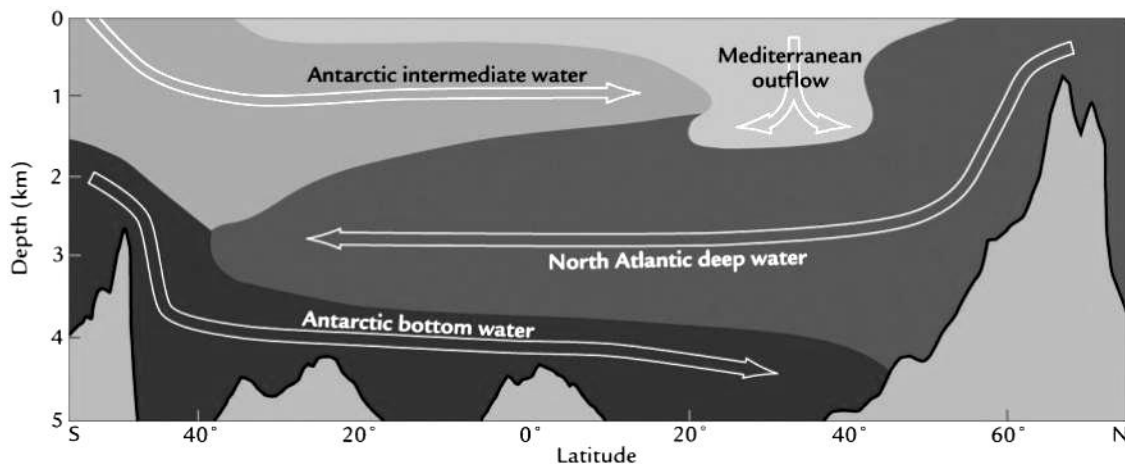 0
Mediterranean
outflow
Antarctic intermediate water
1
2
Depth (km)
3
North Atlantic deep water
Antarctic bottom water
4
5
S 40° 20° 0° 20° 60° N
Latitude